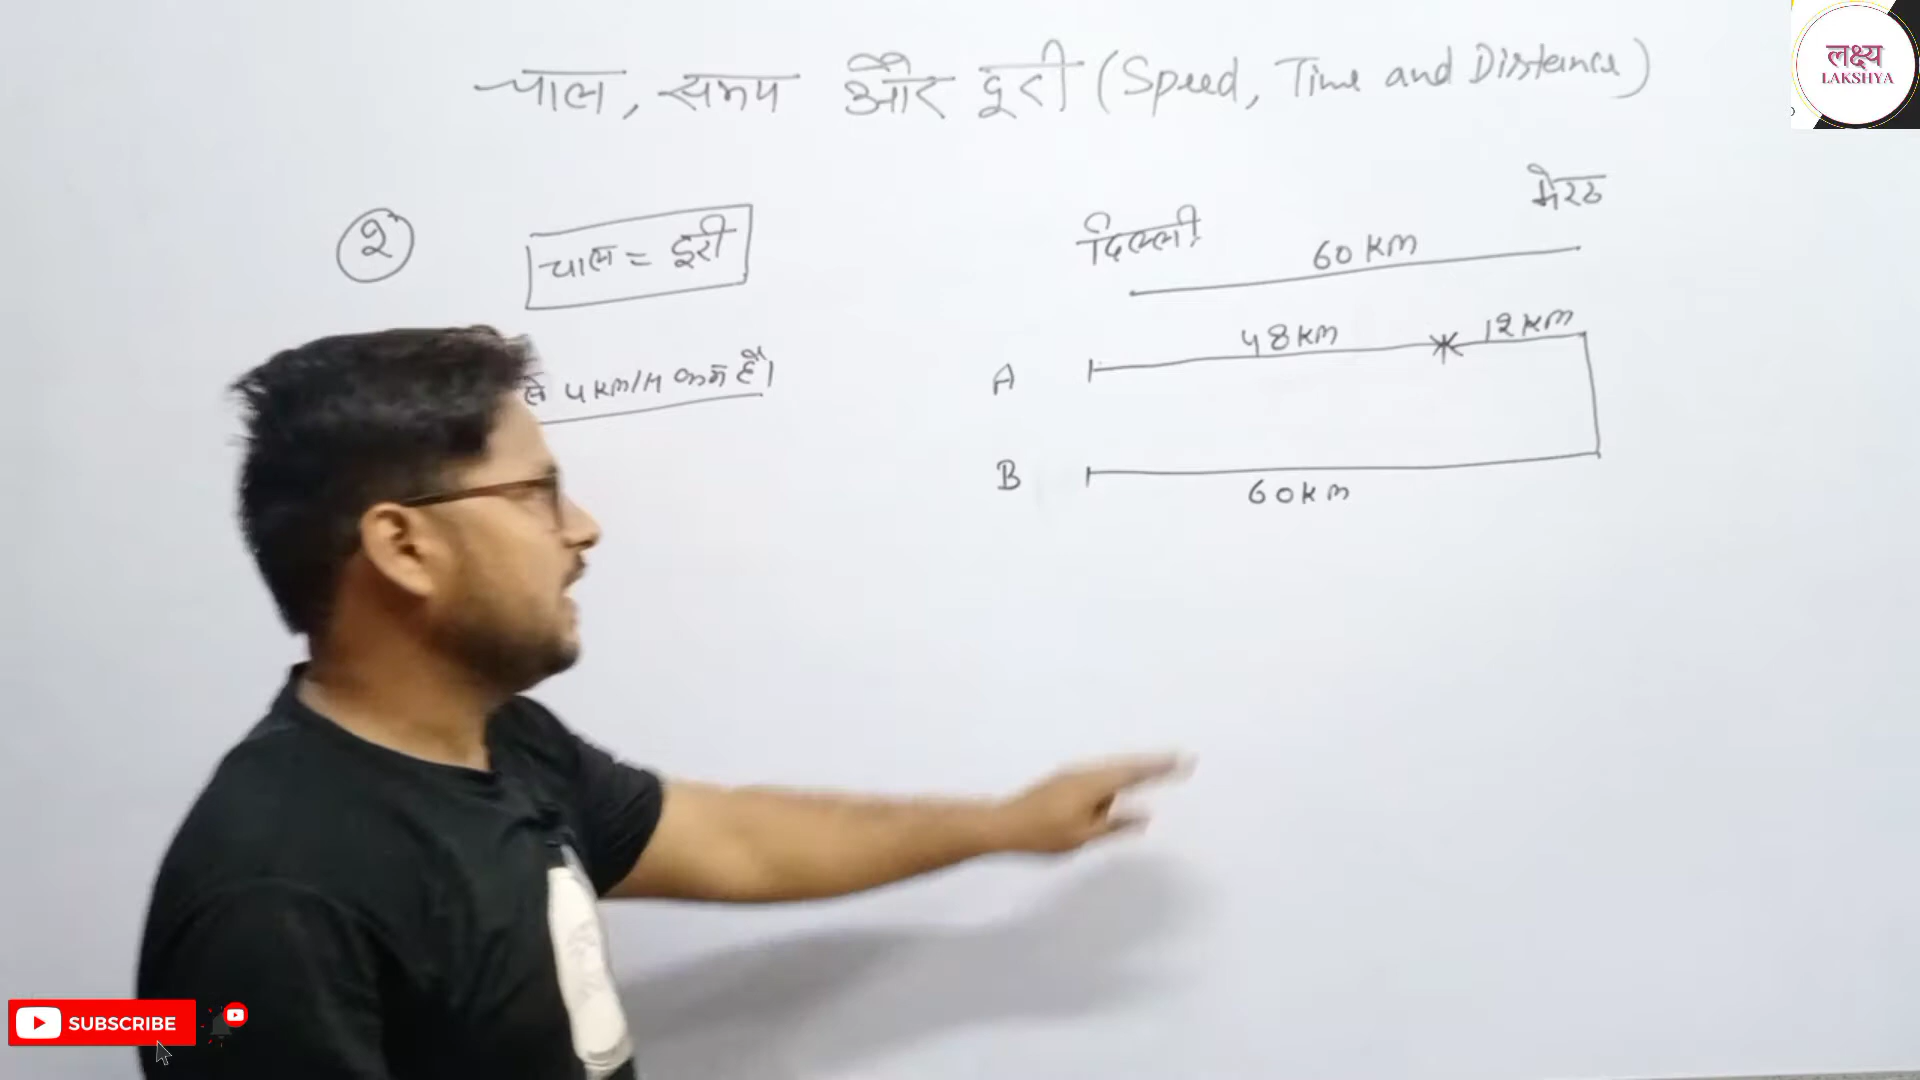 चाल, समय और दूरी (Speed, Time and Distance)
लक्ष्य
LAKSHYA
2
चाल = दूरी
से 4 km/H कम है।
दिल्ली
मेरठ
60 KM
A
48 KM
12 KM
B
60 KM
SUBSCRIBE